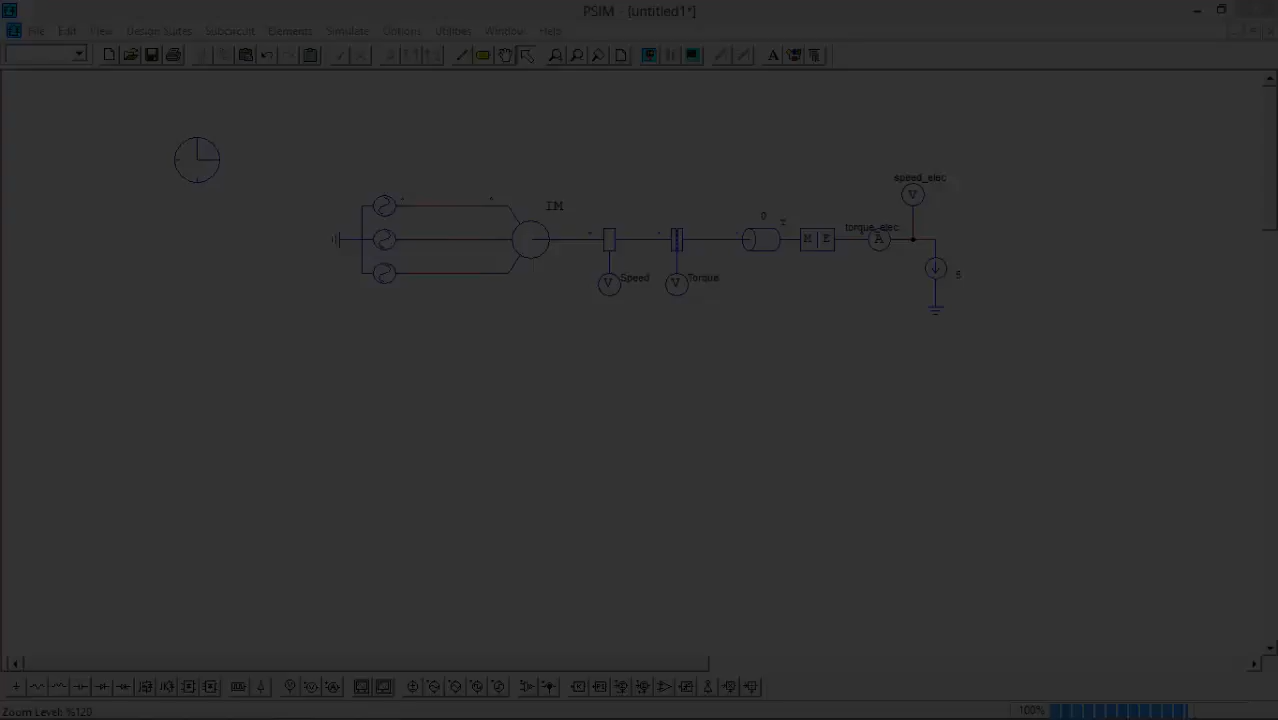 PSIM - [untitled1*]
File Edit View Design Suites Subcircuit Elements Simulate Options Utilities Window Help
A
speed_elec
V
IM
torque_elec
M E
A
V Speed
V Torque
5
Zoom Level: %120
100%